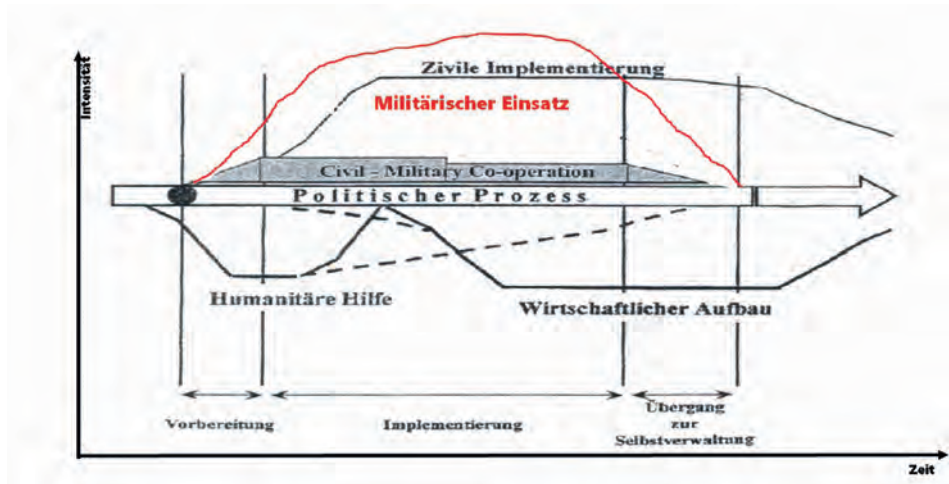 Intensität
Zivile Implementierung
Militärischer Einsatz
Civil - Military Co-operation
Politischer Prozess
Humanitäre Hilfe
Wirtschaftlicher Aufbau
Vorbereitung
Implementierung
Übergang
zur
Selbstverwaltung
Zeit